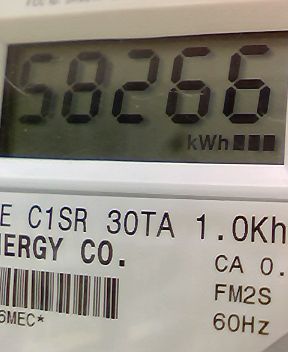 58266
kWh
E C1SR 30TA 1.0Kh
NERGY CO.
CA 0.
FM2S
6MEC*
60Hz